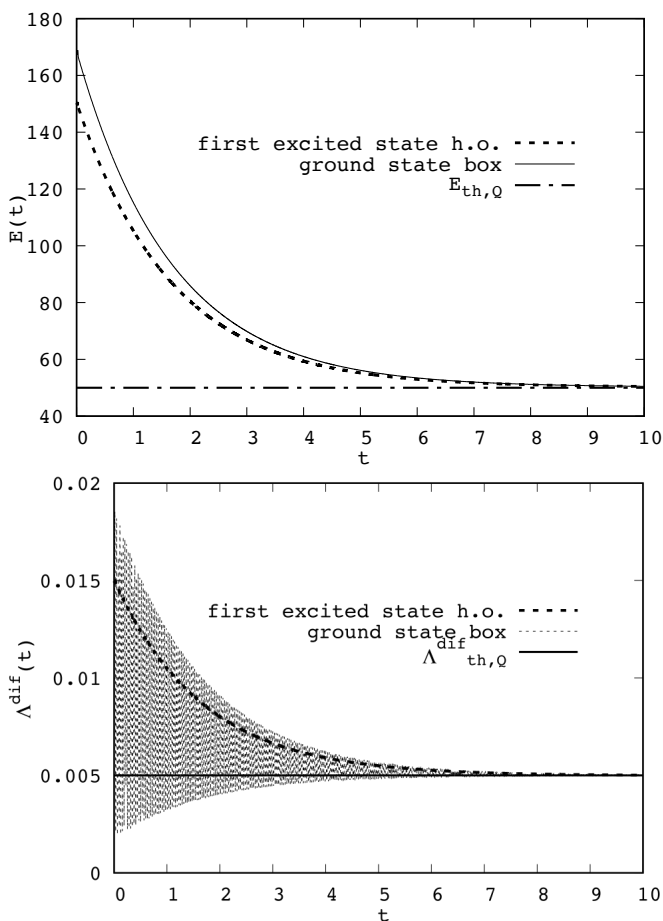 180
160
140
120
100
80
60
40
E(t)
first excited state h.o.
ground state box
E_th,Q
0 1 2 3 4 5 6 7 8 9 10
t
0.02
0.015
0.01
0.005
0
Λ^dif(t)
first excited state h.o.
ground state box
Λ^dif_th,Q
0 1 2 3 4 5 6 7 8 9 10
t